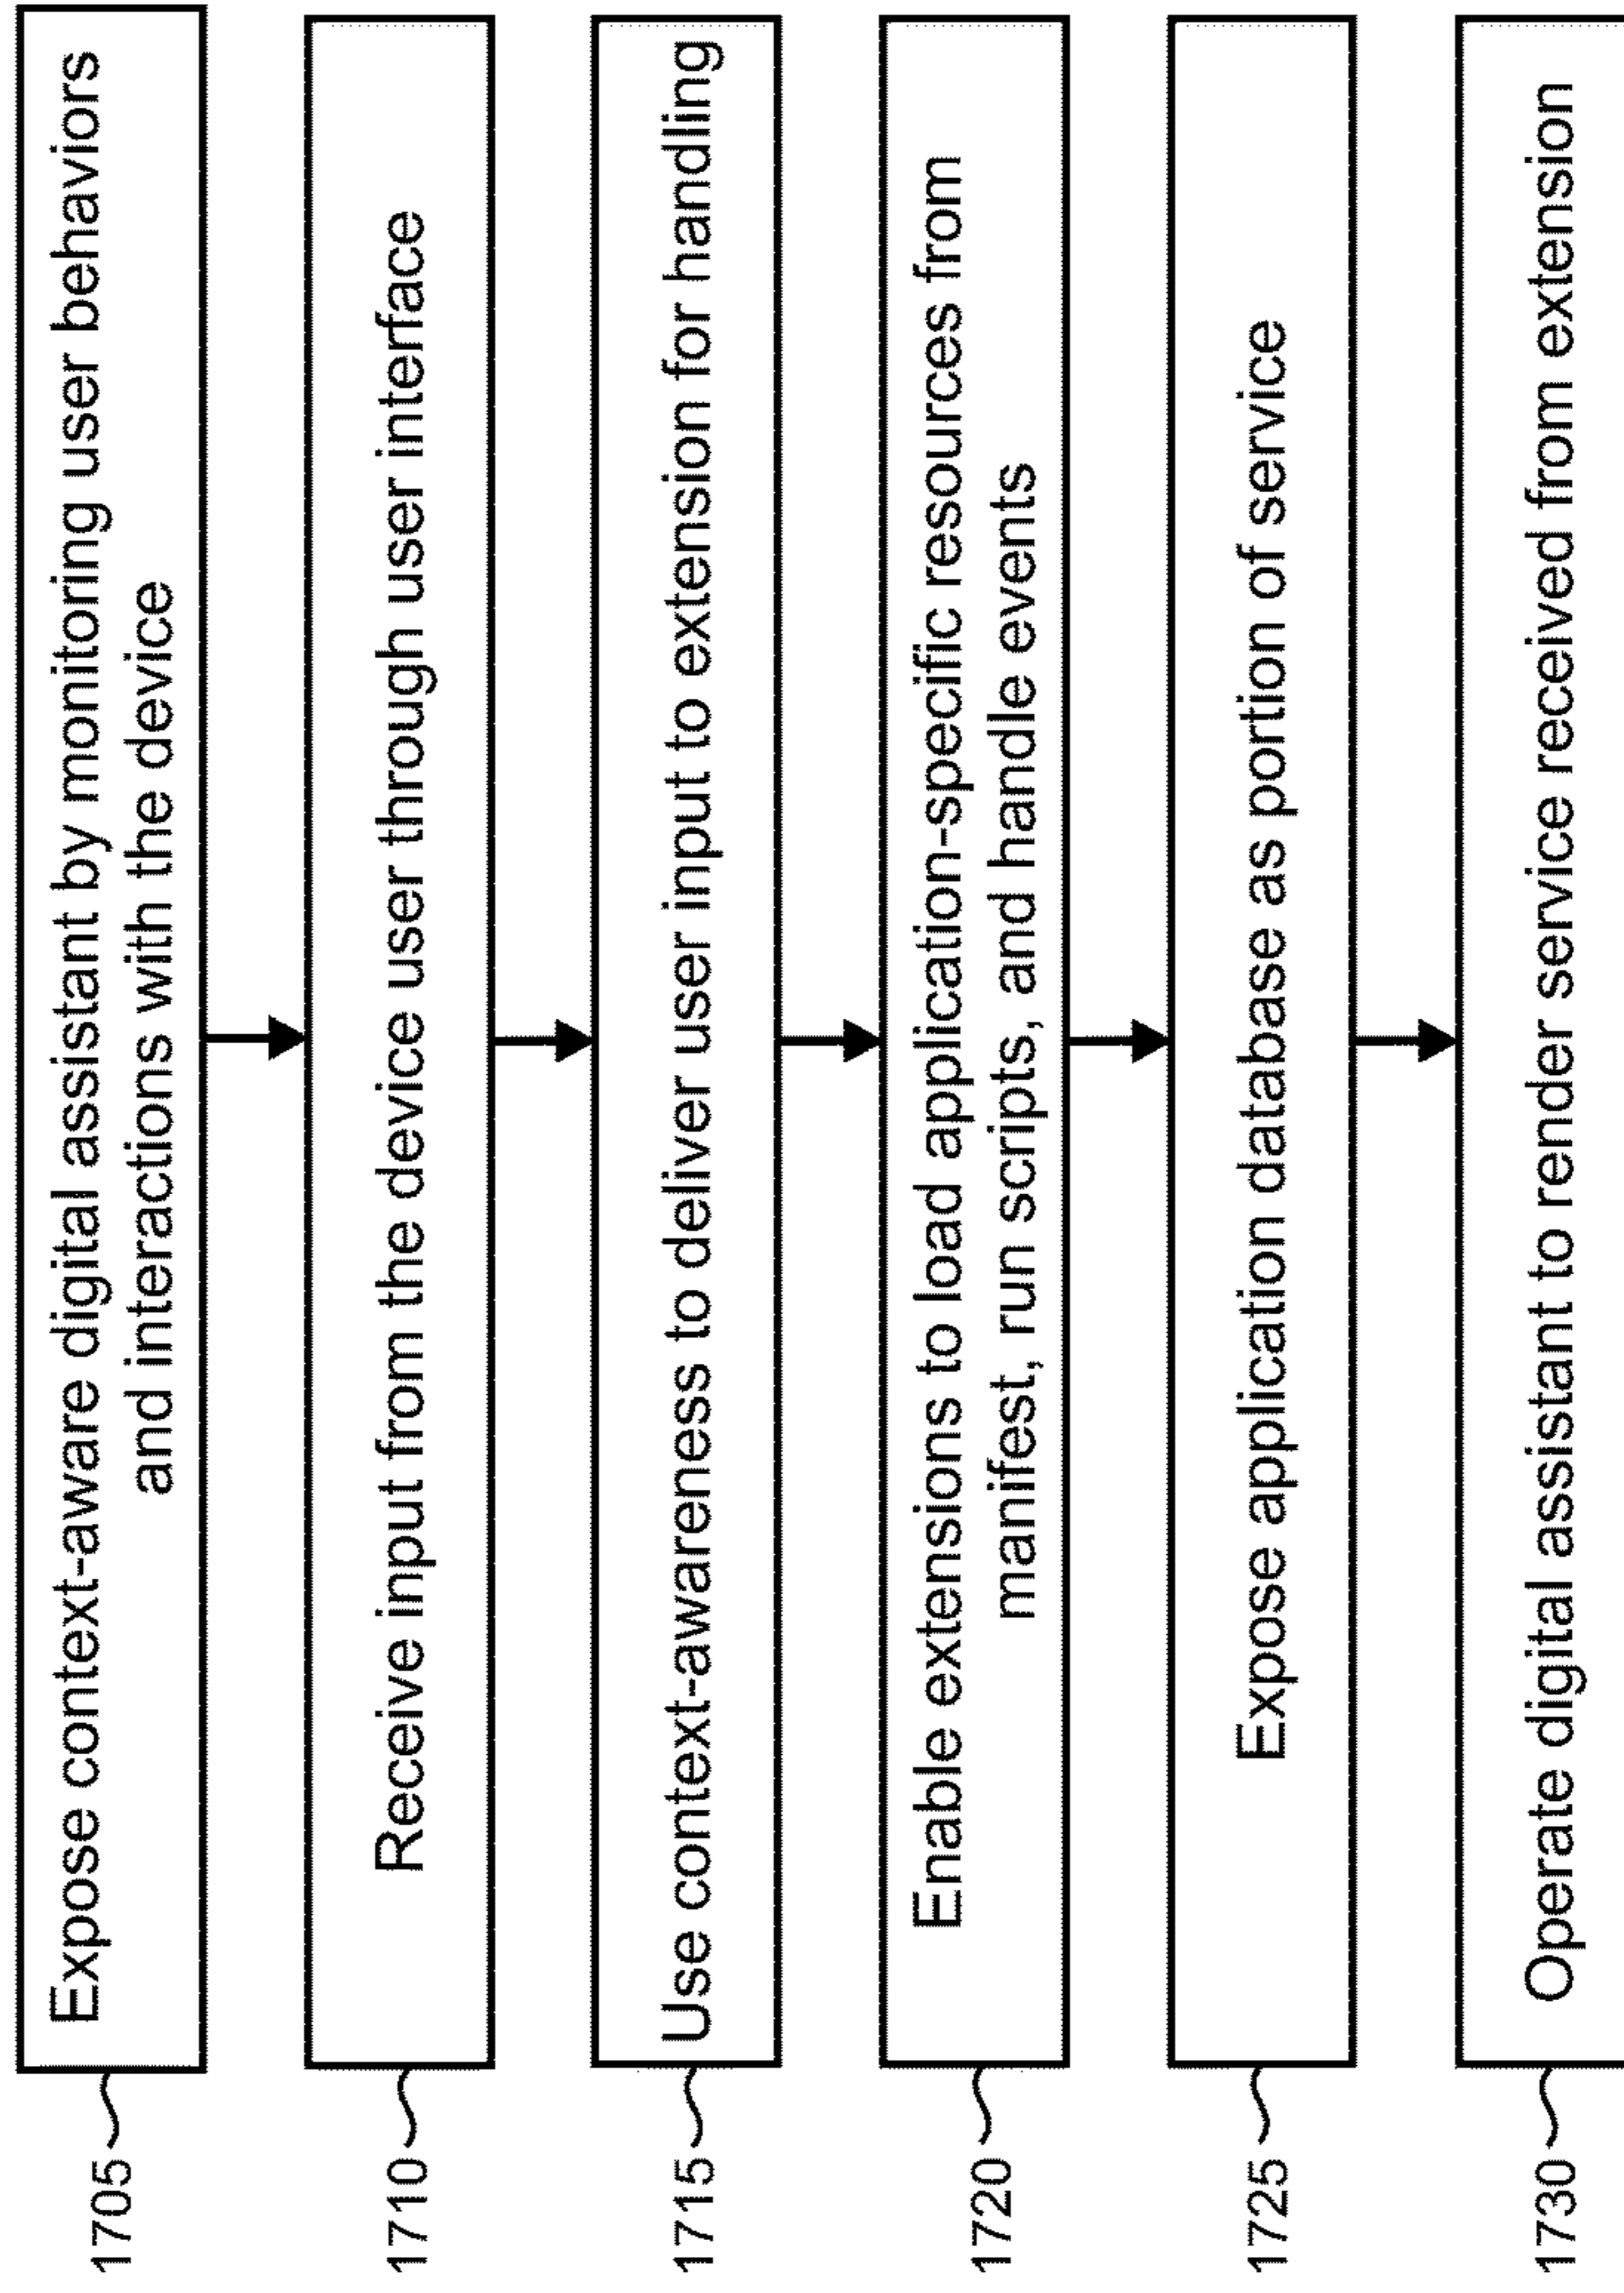 1705
Expose context-aware digital assistant by monitoring user behaviors
and interactions with the device
1710
Receive input from the device user through user interface
1715
Use context-awareness to deliver user input to extension for handling
1720
Enable extensions to load application-specific resources from
manifest, run scripts, and handle events
1725
Expose application database as portion of service
1730
Operate digital assistant to render service received from extension